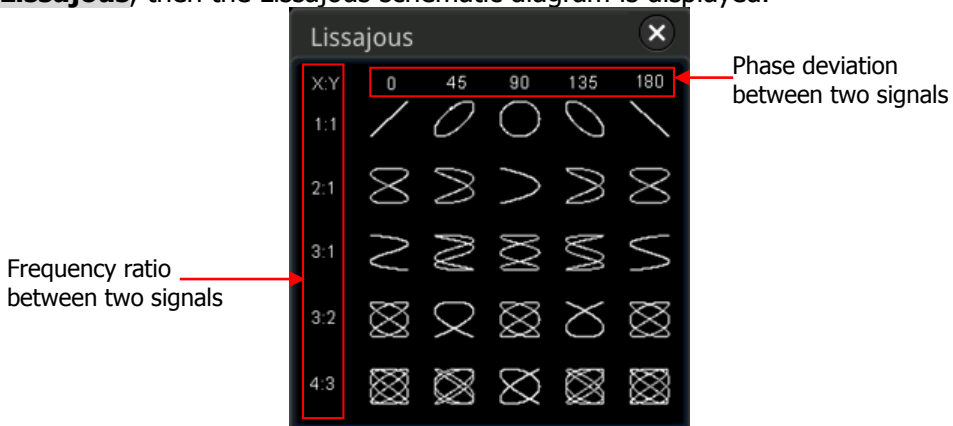 Lissajous, then the Lissajous schematic diagram is displayed.
Lissajous
X:Y 0 45 90 135 180
Phase deviation
between two signals
1:1
2:1
3:1
Frequency ratio
between two signals
3:2
4:3